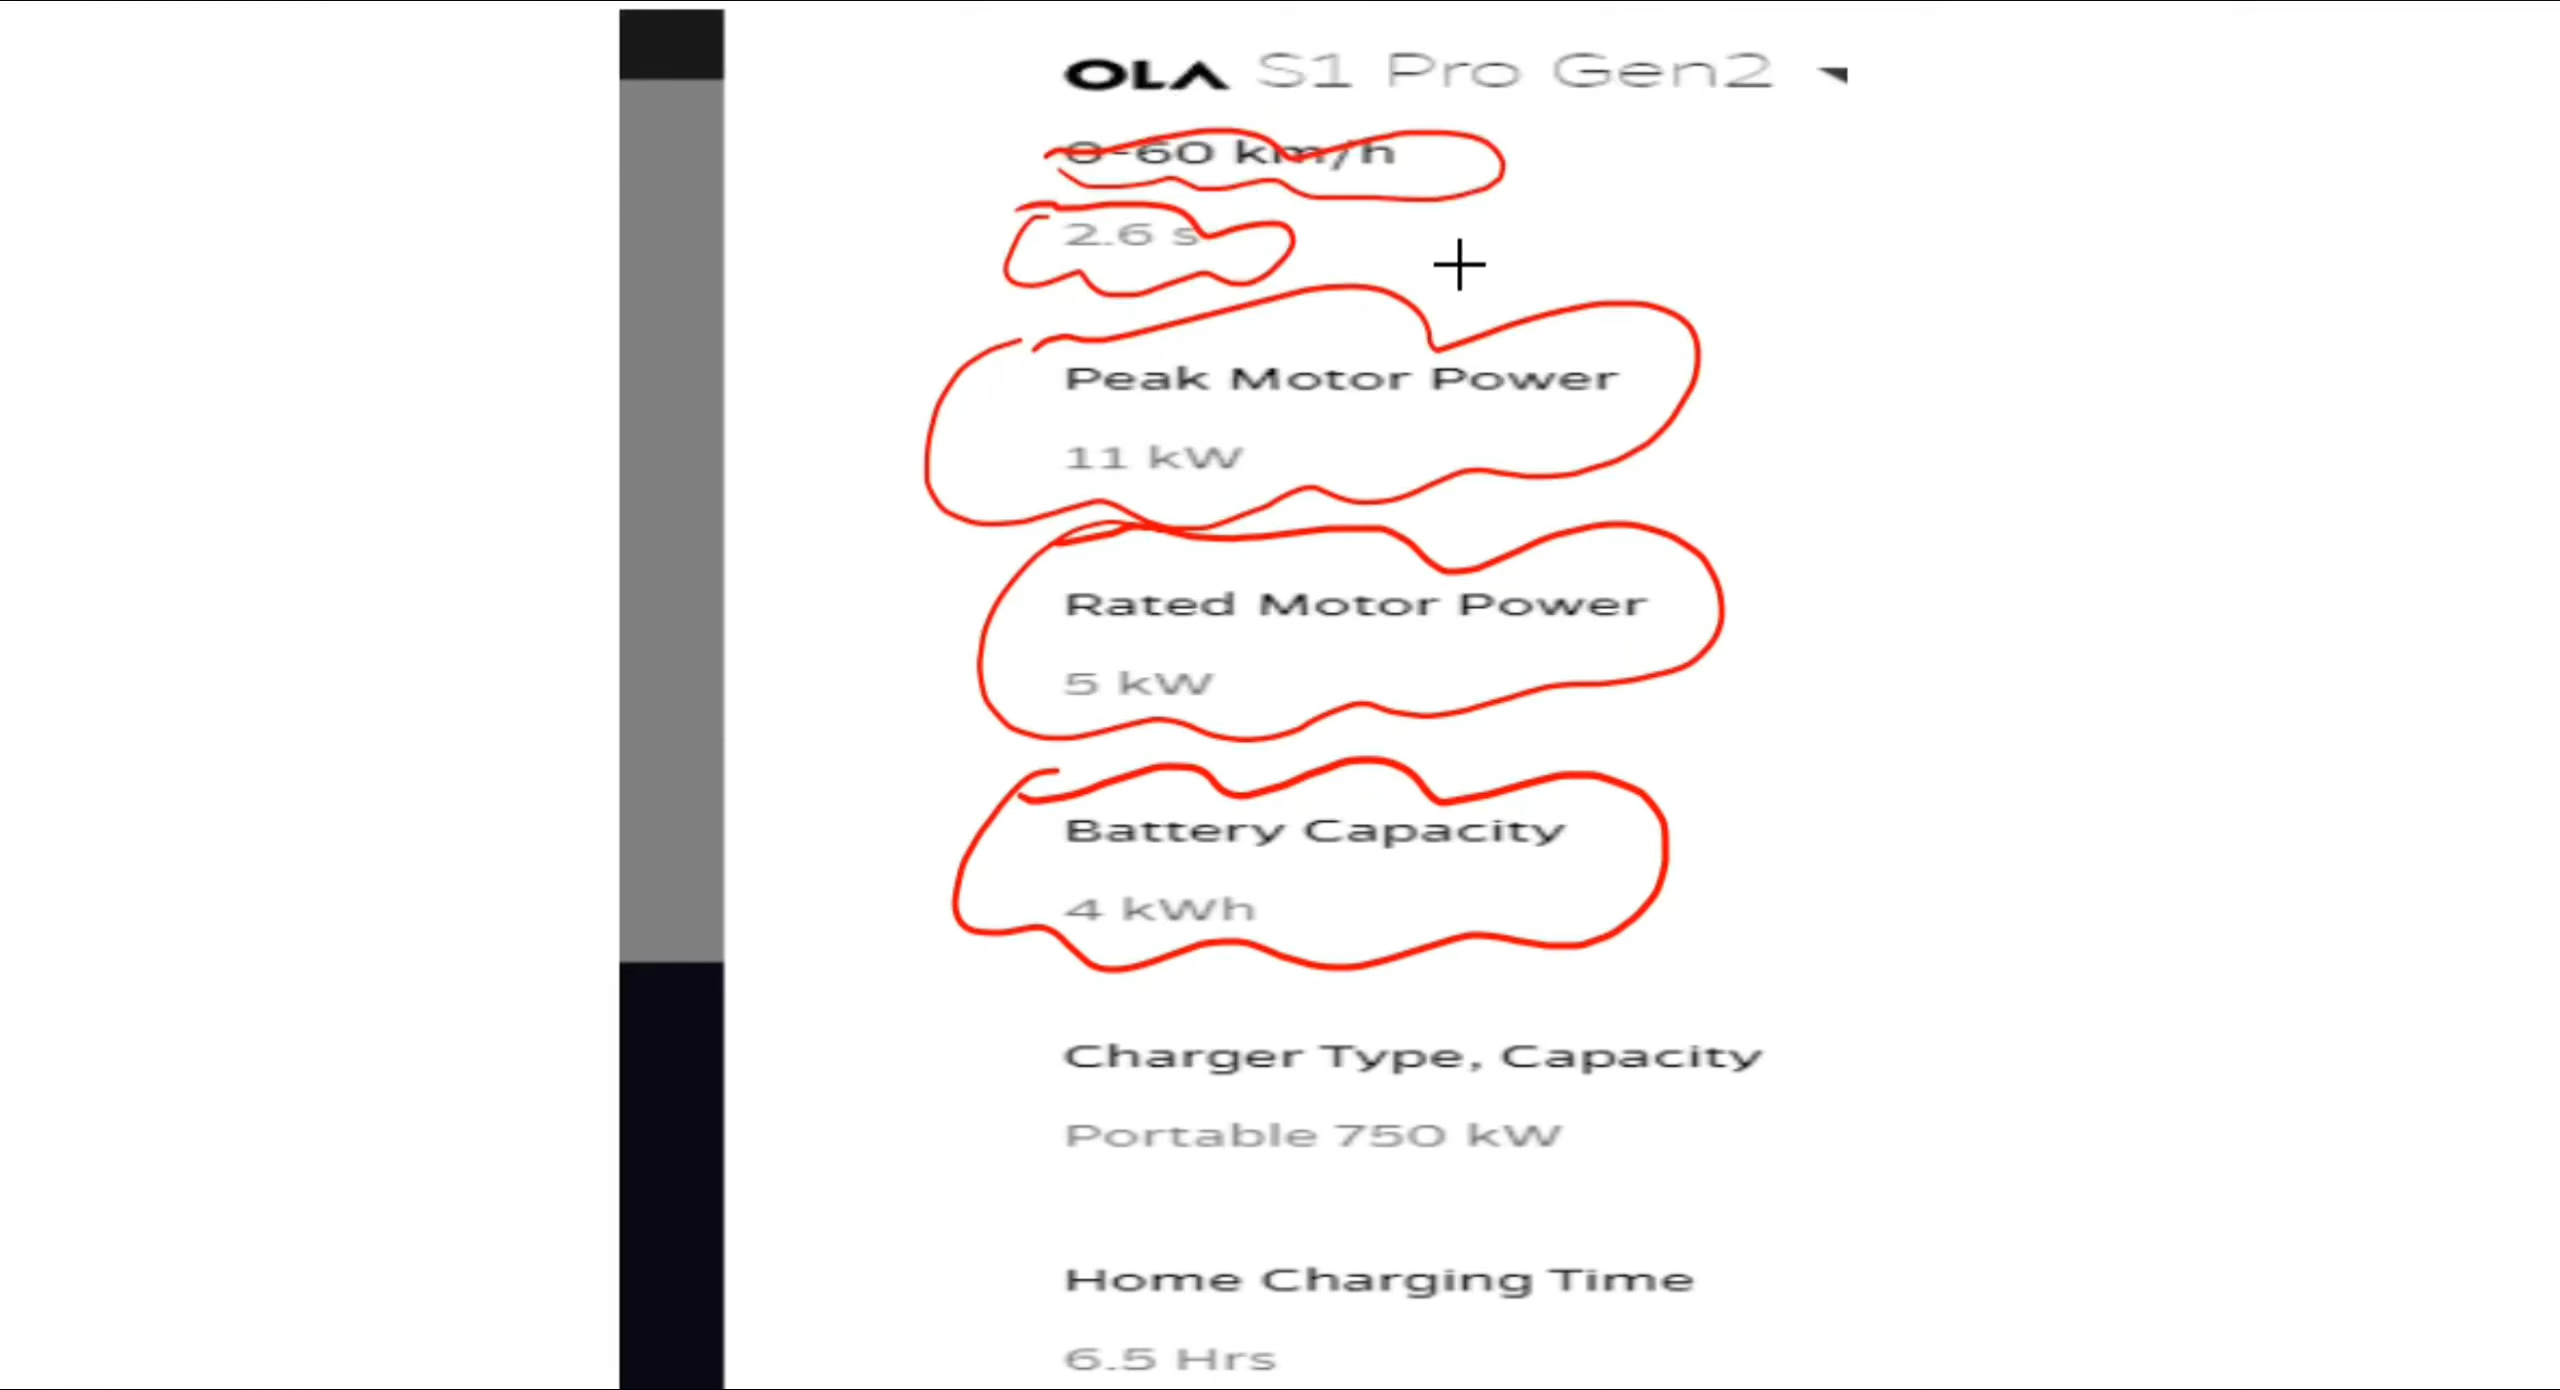 OLA S1 Pro Gen2
0-60 km/h
2.6 s
Peak Motor Power
11 kW
Rated Motor Power
5 kW
Battery Capacity
4 kWh
Charger Type, Capacity
Portable 750 kW
Home Charging Time
6.5 Hrs